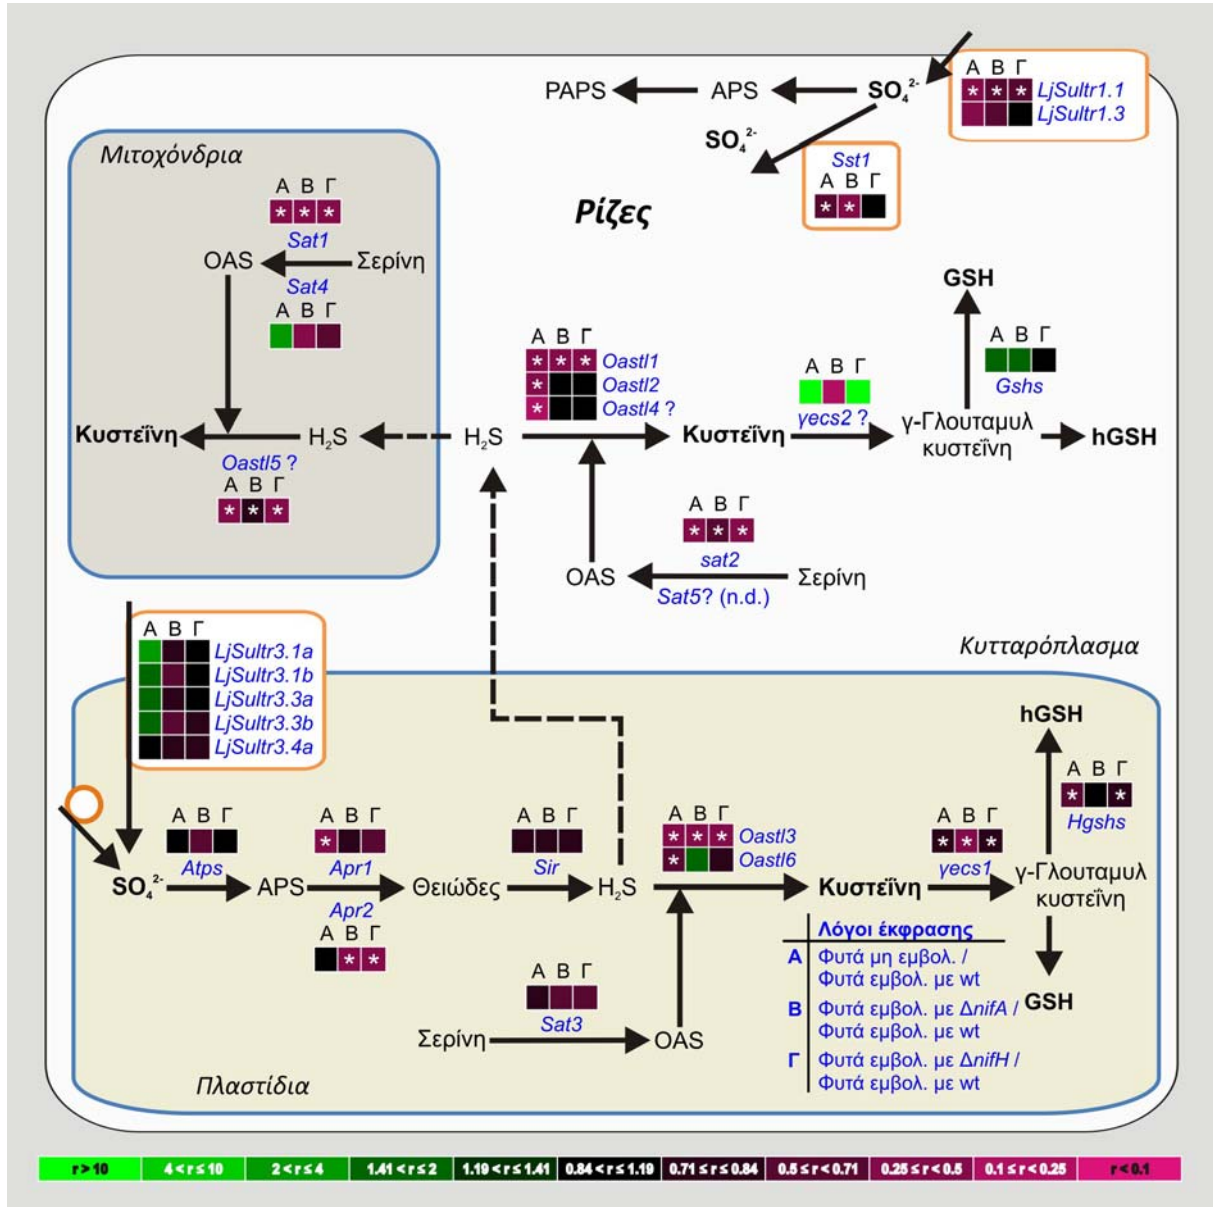 Α Β Γ
* * * LjSultr1.1
LjSultr1.3
PAPS APS SO₄²⁻
SO₄²⁻
Sst1
Α Β Γ
* *
Μιτοχόνδρια
Ρίζες
Α Β Γ
* * *
Sat1
OAS Σερίνη
Sat4
Α Β Γ
GSH
Α Β Γ
Gshs
Α Β Γ
* * * Oastl1
* Oastl2
* Oastl4 ?
Α Β Γ
γecs2 ?
Κυστεΐνη H₂S H₂S Κυστεΐνη γ-Γλουταμυλ
κυστεΐνη
hGSH
Oastl5 ?
Α Β Γ
* * *
Α Β Γ
* * *
sat2
OAS Σερίνη
Sat5? (n.d.)
Α Β Γ
LjSultr3.1a
LjSultr3.1b
LjSultr3.3a
LjSultr3.3b
LjSultr3.4a
Κυτταρόπλασμα
hGSH
Α Β Γ
* *
Hgshs
Α Β Γ
Atps
Α Β Γ
*
Apr1
Α Β Γ
Sir
Α Β Γ
* * * Oastl3
* Oastl6
Α Β Γ
* * *
γecs1
SO₄²⁻ APS Θειώδες H₂S Κυστεΐνη γ-Γλουταμυλ
κυστεΐνη
Apr2
Α Β Γ
* *
Α Β Γ
Sat3
Σερίνη OAS
GSH
Λόγοι έκφρασης
Α Φυτά μη εμβολ. /
Φυτά εμβολ. με wt
Β Φυτά εμβολ. με ΔnifA /
Φυτά εμβολ. με wt
Γ Φυτά εμβολ. με ΔnifH /
Φυτά εμβολ. με wt
Πλαστίδια
r > 10 4 < r ≤ 10 2 < r ≤ 4 1.41 < r ≤ 2 1.19 < r ≤ 1.41 0.84 < r ≤ 1.19 0.71 ≤ r ≤ 0.84 0.5 ≤ r < 0.71 0.25 ≤ r < 0.5 0.1 ≤ r < 0.25 r < 0.1